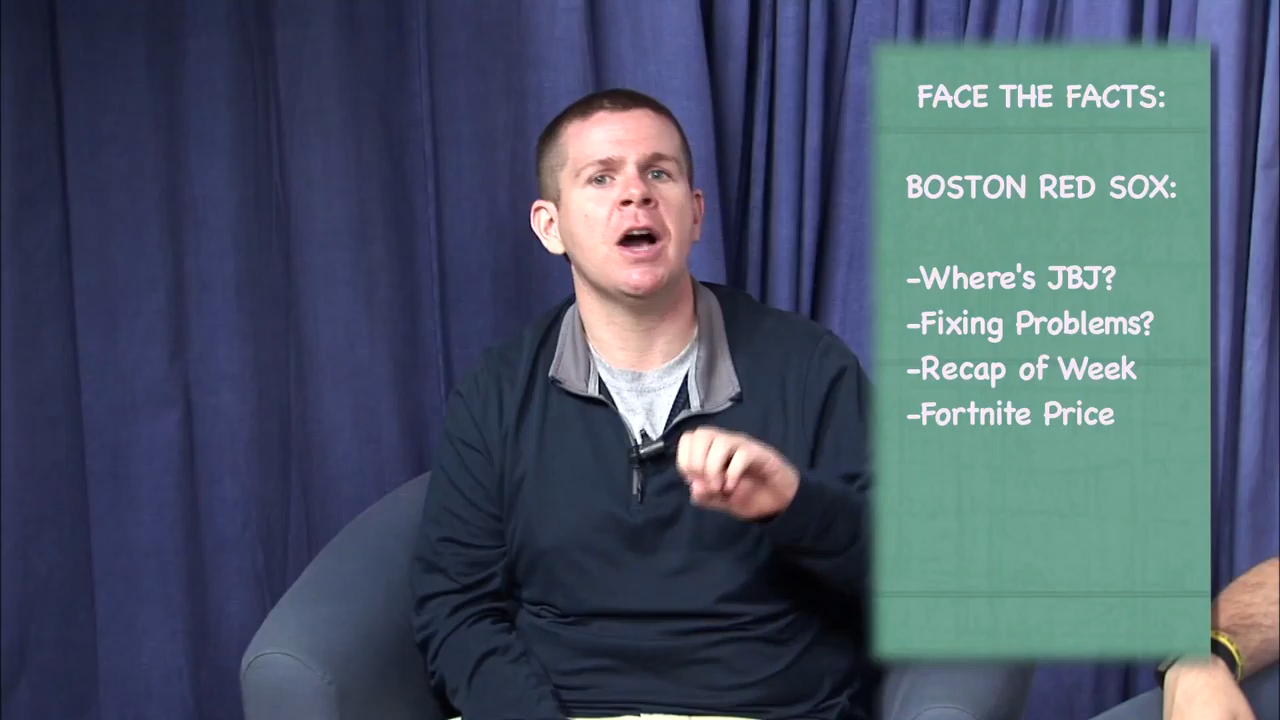 FACE THE FACTS:
BOSTON RED SOX:
-Where's JBJ?
-Fixing Problems?
-Recap of Week
-Fortnite Price